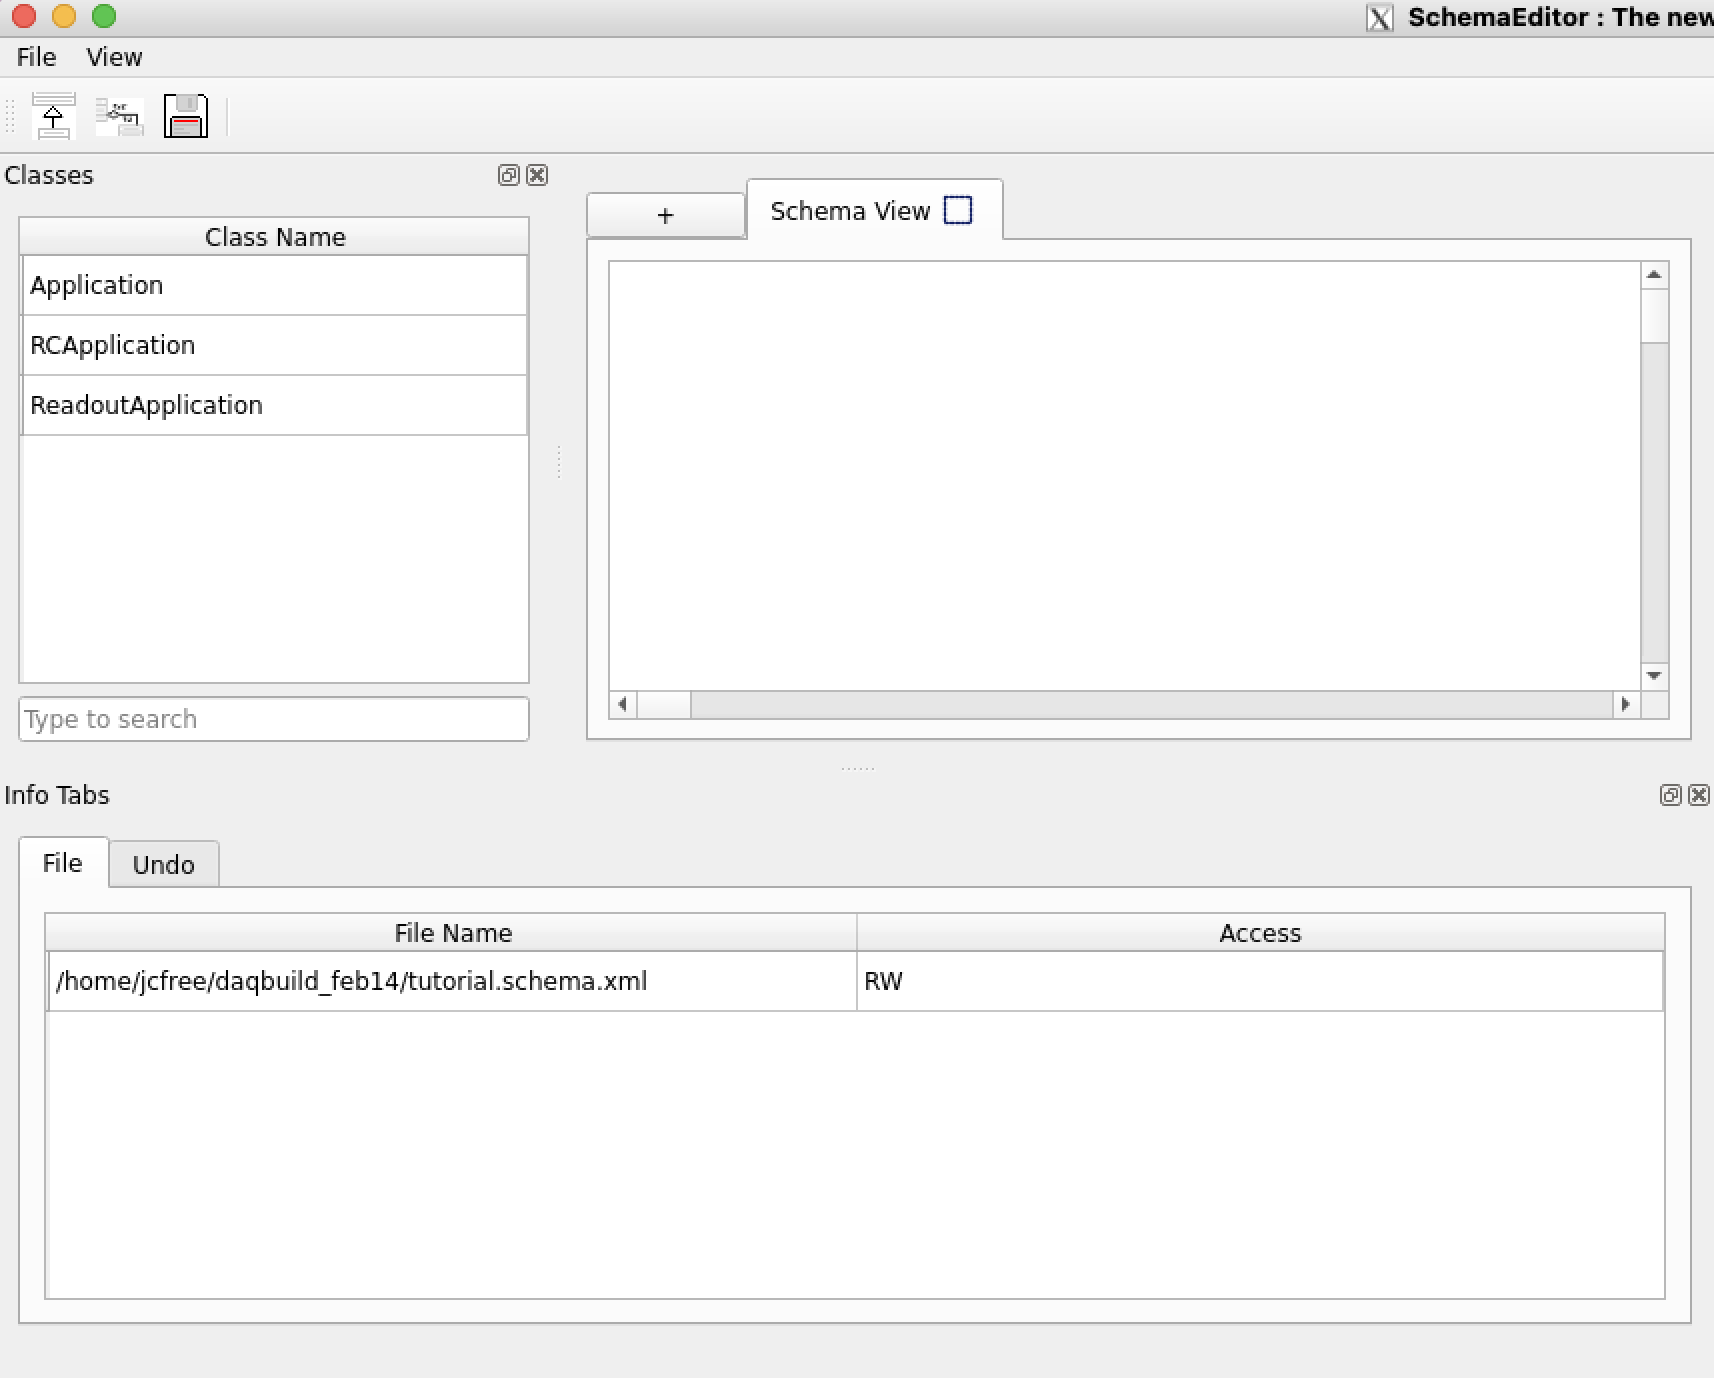 SchemaEditor : The new
File View
Classes
+
Schema View
Class Name
Application
RCApplication
ReadoutApplication
Type to search
Info Tabs
File
Undo
File Name
Access
/home/jcfree/daqbuild_feb14/tutorial.schema.xml
RW